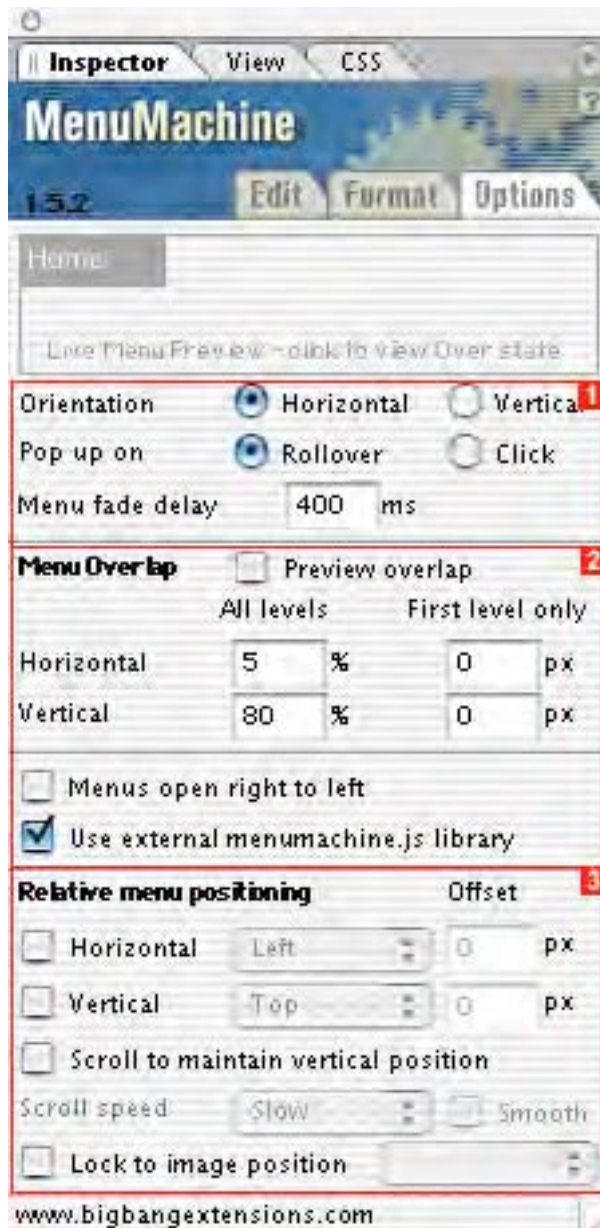 Inspector View CSS
MenuMachine
?
1.5.2 Edit Format Options
Home
Live Menu Preview - click to view Over state
1
Orientation Horizontal Vertical
Pop up on Rollover Click
Menu fade delay 400 ms
2
Menu Overlap Preview overlap
All levels First level only
Horizontal 5 % 0 px
Vertical 80 % 0 px
Menus open right to left
Use external menumachine.js library
3
Relative menu positioning Offset
Horizontal Left 0 px
Vertical Top 0 px
Scroll to maintain vertical position
Scroll speed Slow Smooth
Lock to image position
www.bigbangextensions.com